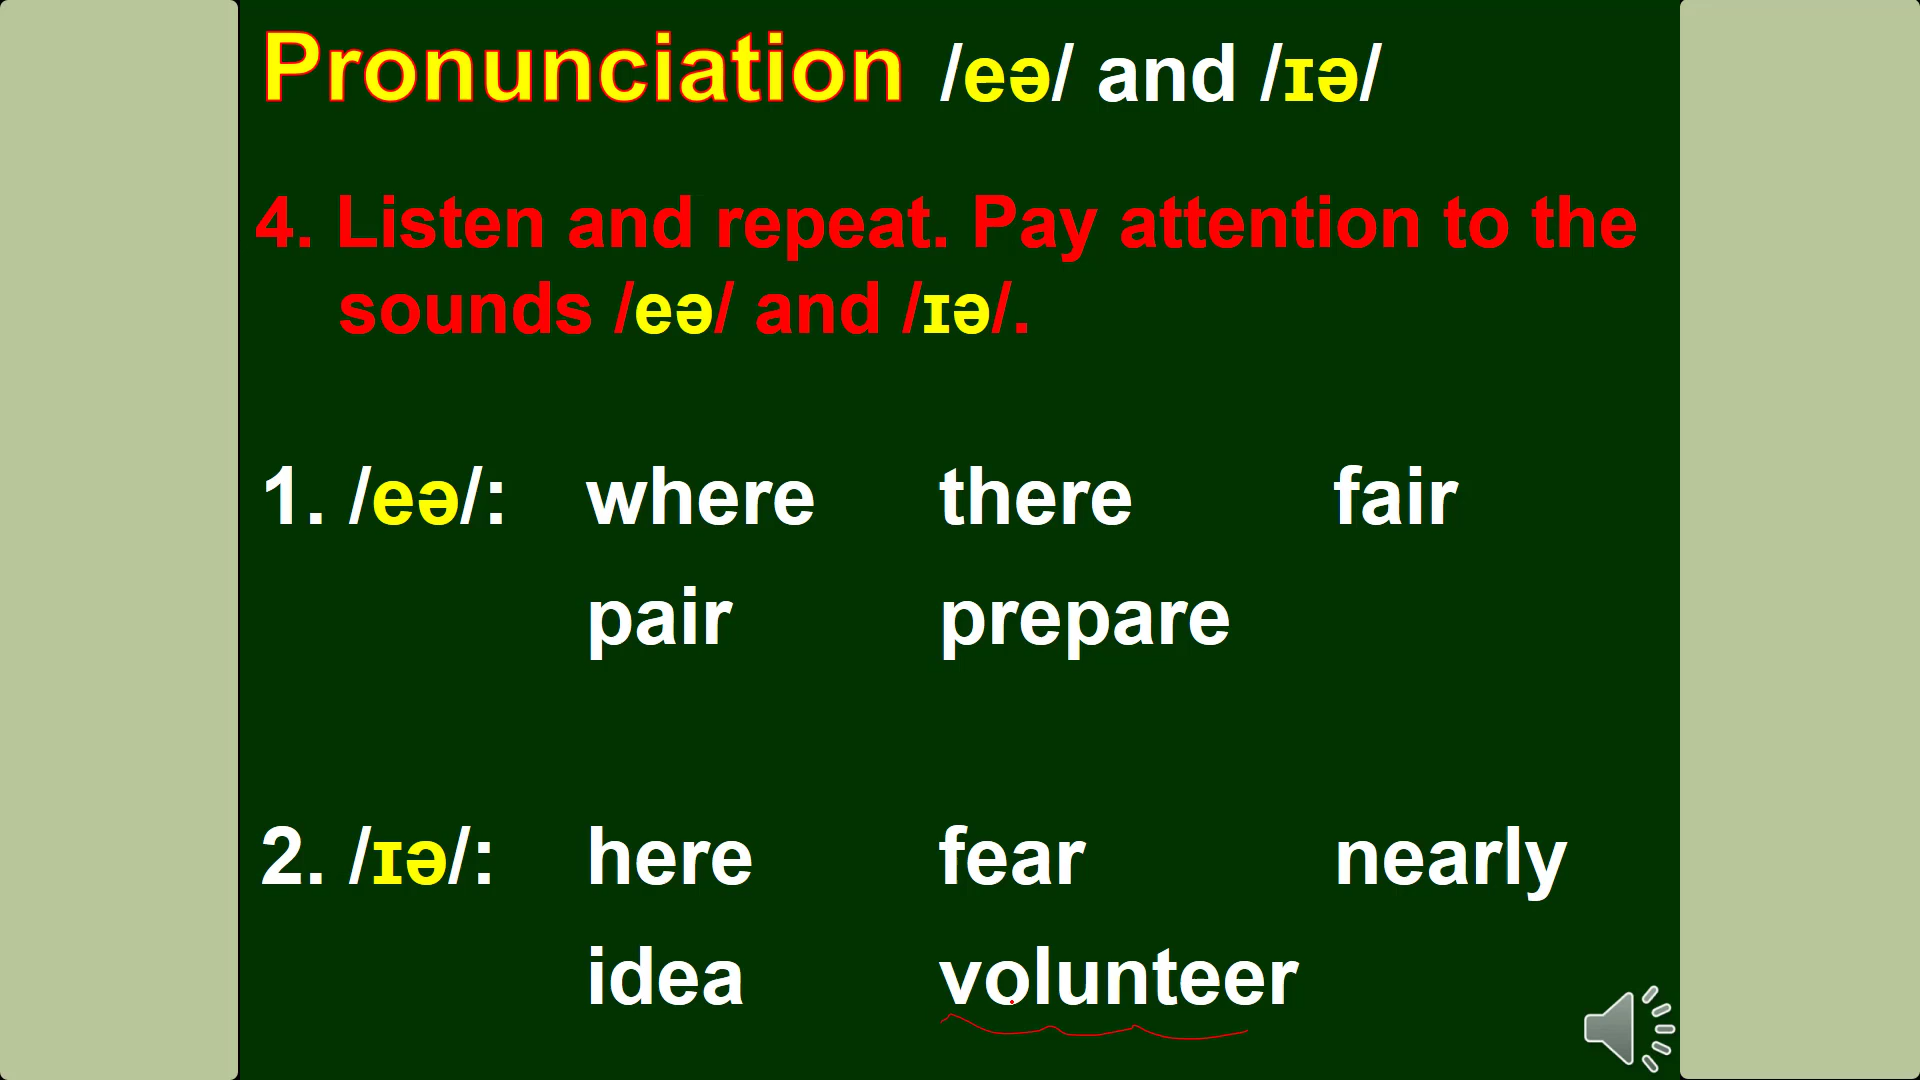 Pronunciation /eə/ and /ɪə/
4. Listen and repeat. Pay attention to the
sounds /eə/ and /ɪə/.
1. /eə/: where there fair
pair prepare
2. /ɪə/: here fear nearly
idea volunteer